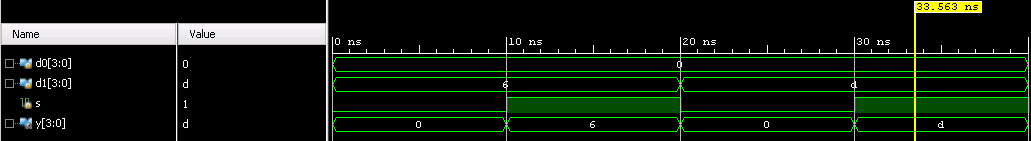 33.563 ns
Name Value
0 ns 10 ns 20 ns 30 ns
d0[3:0] 0 0
d1[3:0] d 6 d
s 1
y[3:0] d 0 6 0 d